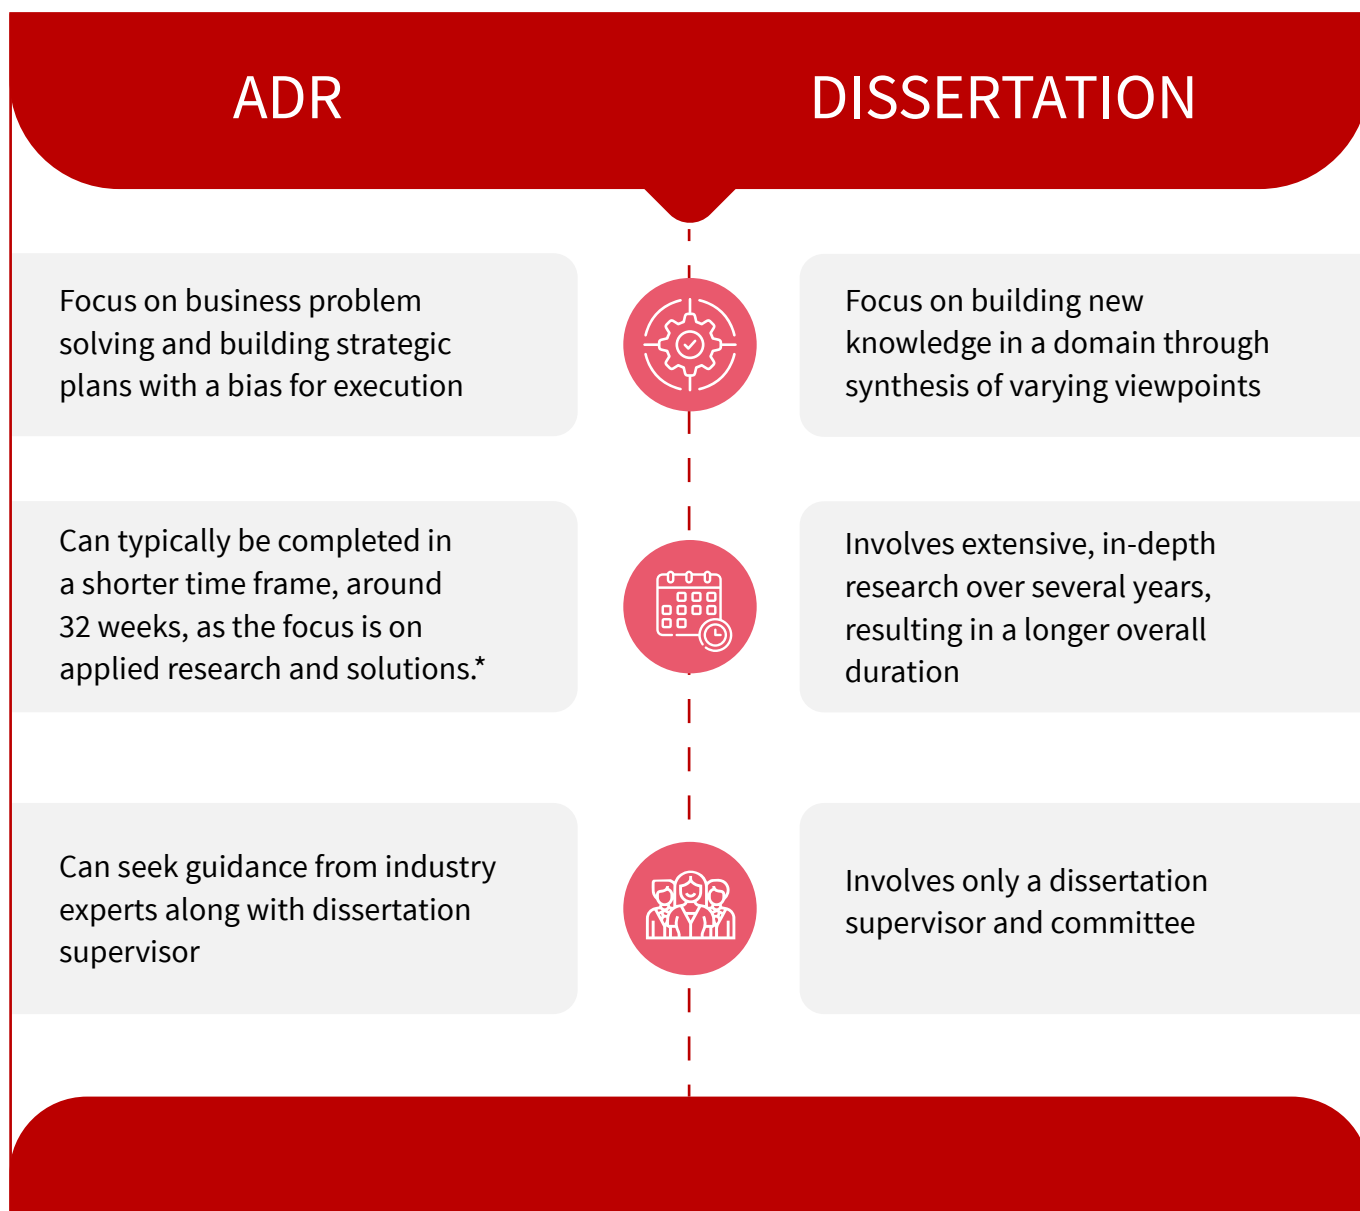 ADR
DISSERTATION
Focus on business problem
solving and building strategic
plans with a bias for execution
Focus on building new
knowledge in a domain through
synthesis of varying viewpoints
Can typically be completed in
a shorter time frame, around
32 weeks, as the focus is on
applied research and solutions.*
Involves extensive, in-depth
research over several years,
resulting in a longer overall
duration
Can seek guidance from industry
experts along with dissertation
supervisor
Involves only a dissertation
supervisor and committee